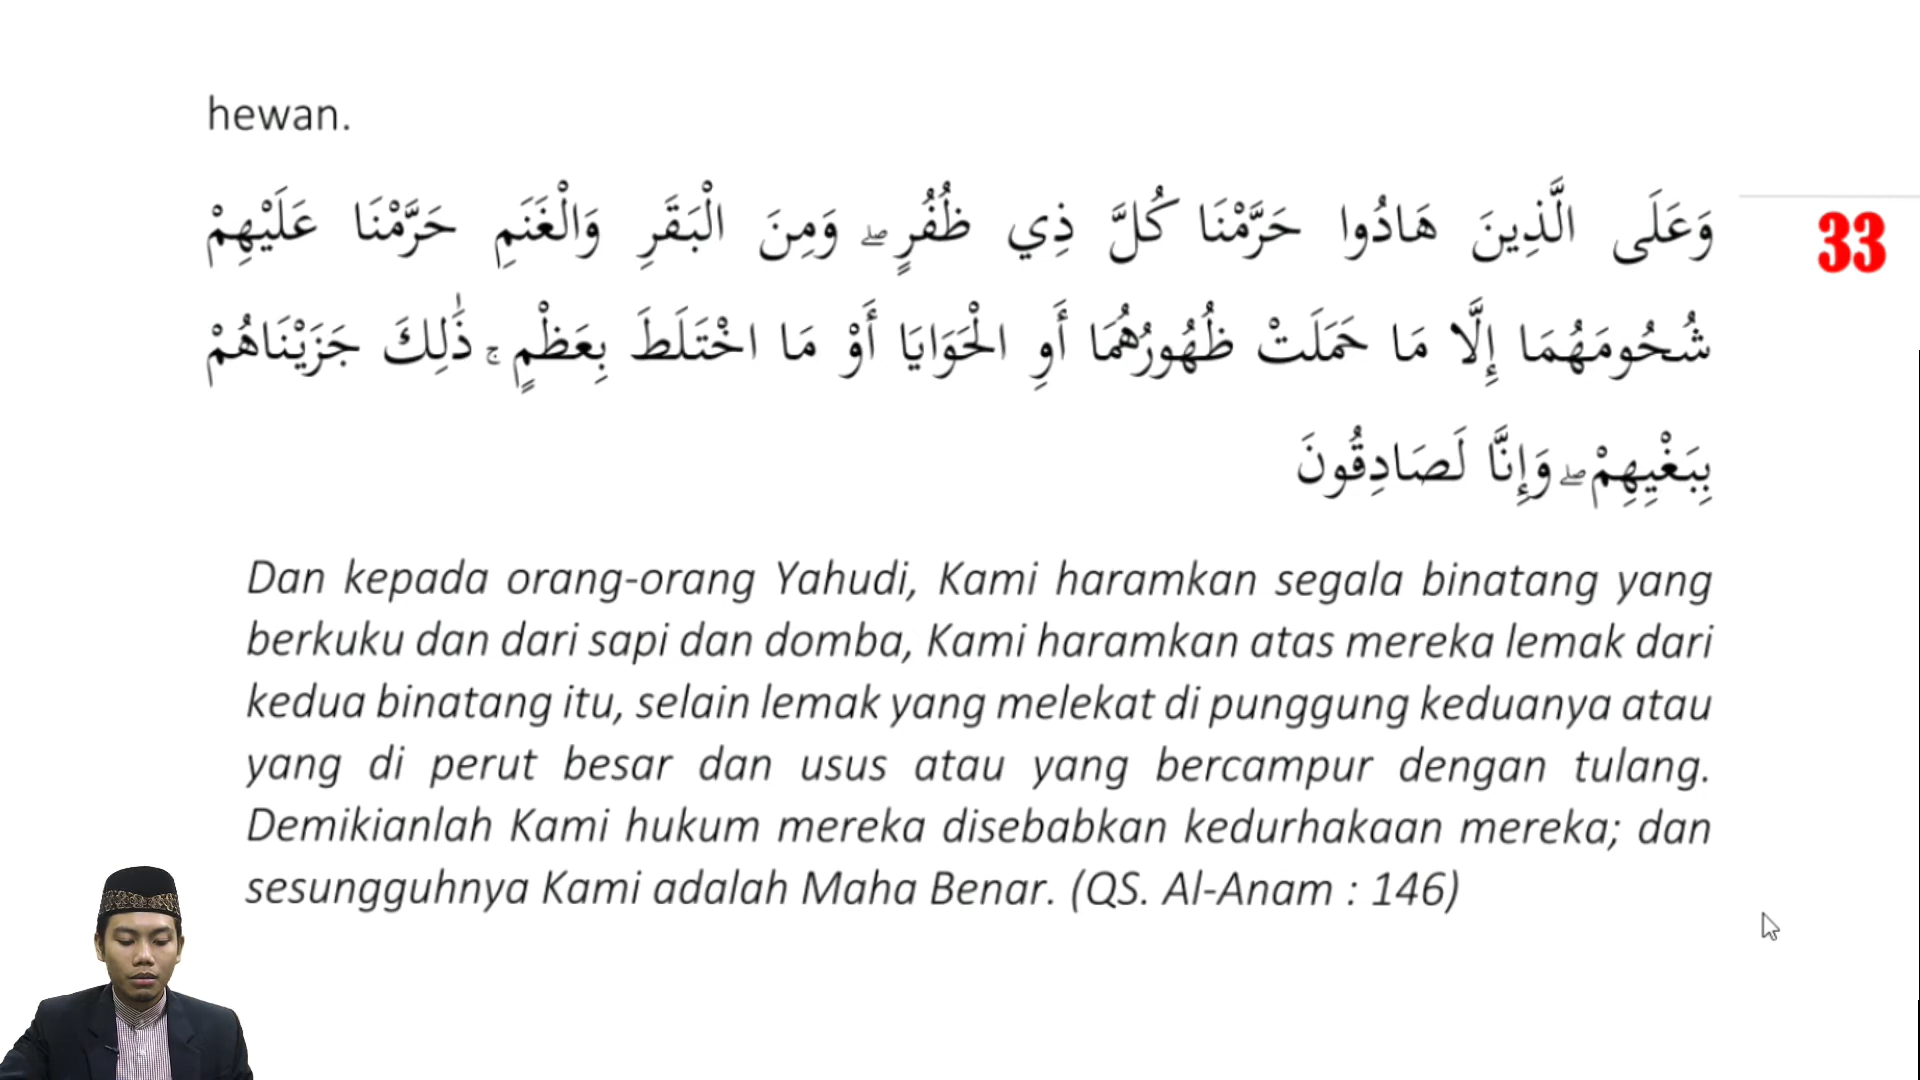 hewan.
وَعَلَى الَّذِينَ هَادُوا حَرَّمْنَا كُلَّ ذِي ظُفُرٍ ۖ وَمِنَ الْبَقَرِ وَالْغَنَمِ حَرَّمْنَا عَلَيْهِمْ
33
شُحُومَهُمَا إِلَّا مَا حَمَلَتْ ظُهُورُهُمَا أَوِ الْحَوَايَا أَوْ مَا اخْتَلَطَ بِعَظْمٍ ۚ ذَٰلِكَ جَزَيْنَاهُمْ
بِبَغْيِهِمْ ۖ وَإِنَّا لَصَادِقُونَ
Dan kepada orang-orang Yahudi, Kami haramkan segala binatang yang
berkuku dan dari sapi dan domba, Kami haramkan atas mereka lemak dari
kedua binatang itu, selain lemak yang melekat di punggung keduanya atau
yang di perut besar dan usus atau yang bercampur dengan tulang.
Demikianlah Kami hukum mereka disebabkan kedurhakaan mereka; dan
sesungguhnya Kami adalah Maha Benar. (QS. Al-Anam : 146)